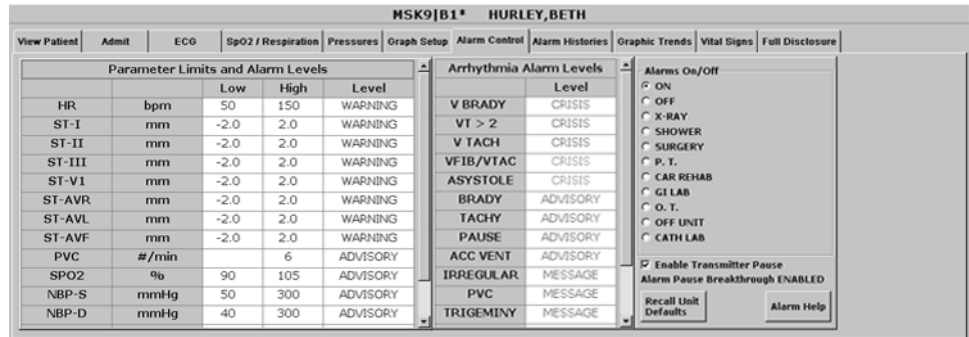 MSK9|B1* HURLEY,BETH
View Patient Admit ECG SpO2 / Respiration Pressures Graph Setup Alarm Control Alarm Histories Graphic Trends Vital Signs Full Disclosure
Parameter Limits and Alarm Levels
Low High Level
HR bpm 50 150 WARNING
ST-I mm -2.0 2.0 WARNING
ST-II mm -2.0 2.0 WARNING
ST-III mm -2.0 2.0 WARNING
ST-V1 mm -2.0 2.0 WARNING
ST-AVR mm -2.0 2.0 WARNING
ST-AVL mm -2.0 2.0 WARNING
ST-AVF mm -2.0 2.0 WARNING
PVC #/min 6 ADVISORY
SPO2 % 90 105 ADVISORY
NBP-S mmHg 50 300 ADVISORY
NBP-D mmHg 40 300 ADVISORY
Arrhythmia Alarm Levels
Level
V BRADY CRISIS
VT > 2 CRISIS
V TACH CRISIS
VFIB/VTAC CRISIS
ASYSTOLE CRISIS
BRADY ADVISORY
TACHY ADVISORY
PAUSE ADVISORY
ACC VENT ADVISORY
IRREGULAR MESSAGE
PVC MESSAGE
TRIGEMINY MESSAGE
Alarms On/Off
ON
OFF
X-RAY
SHOWER
SURGERY
P. T.
CAR REHAB
GI LAB
O. T.
OFF UNIT
CATH LAB
Enable Transmitter Pause
Alarm Pause Breakthrough ENABLED
Recall Unit
Defaults
Alarm Help